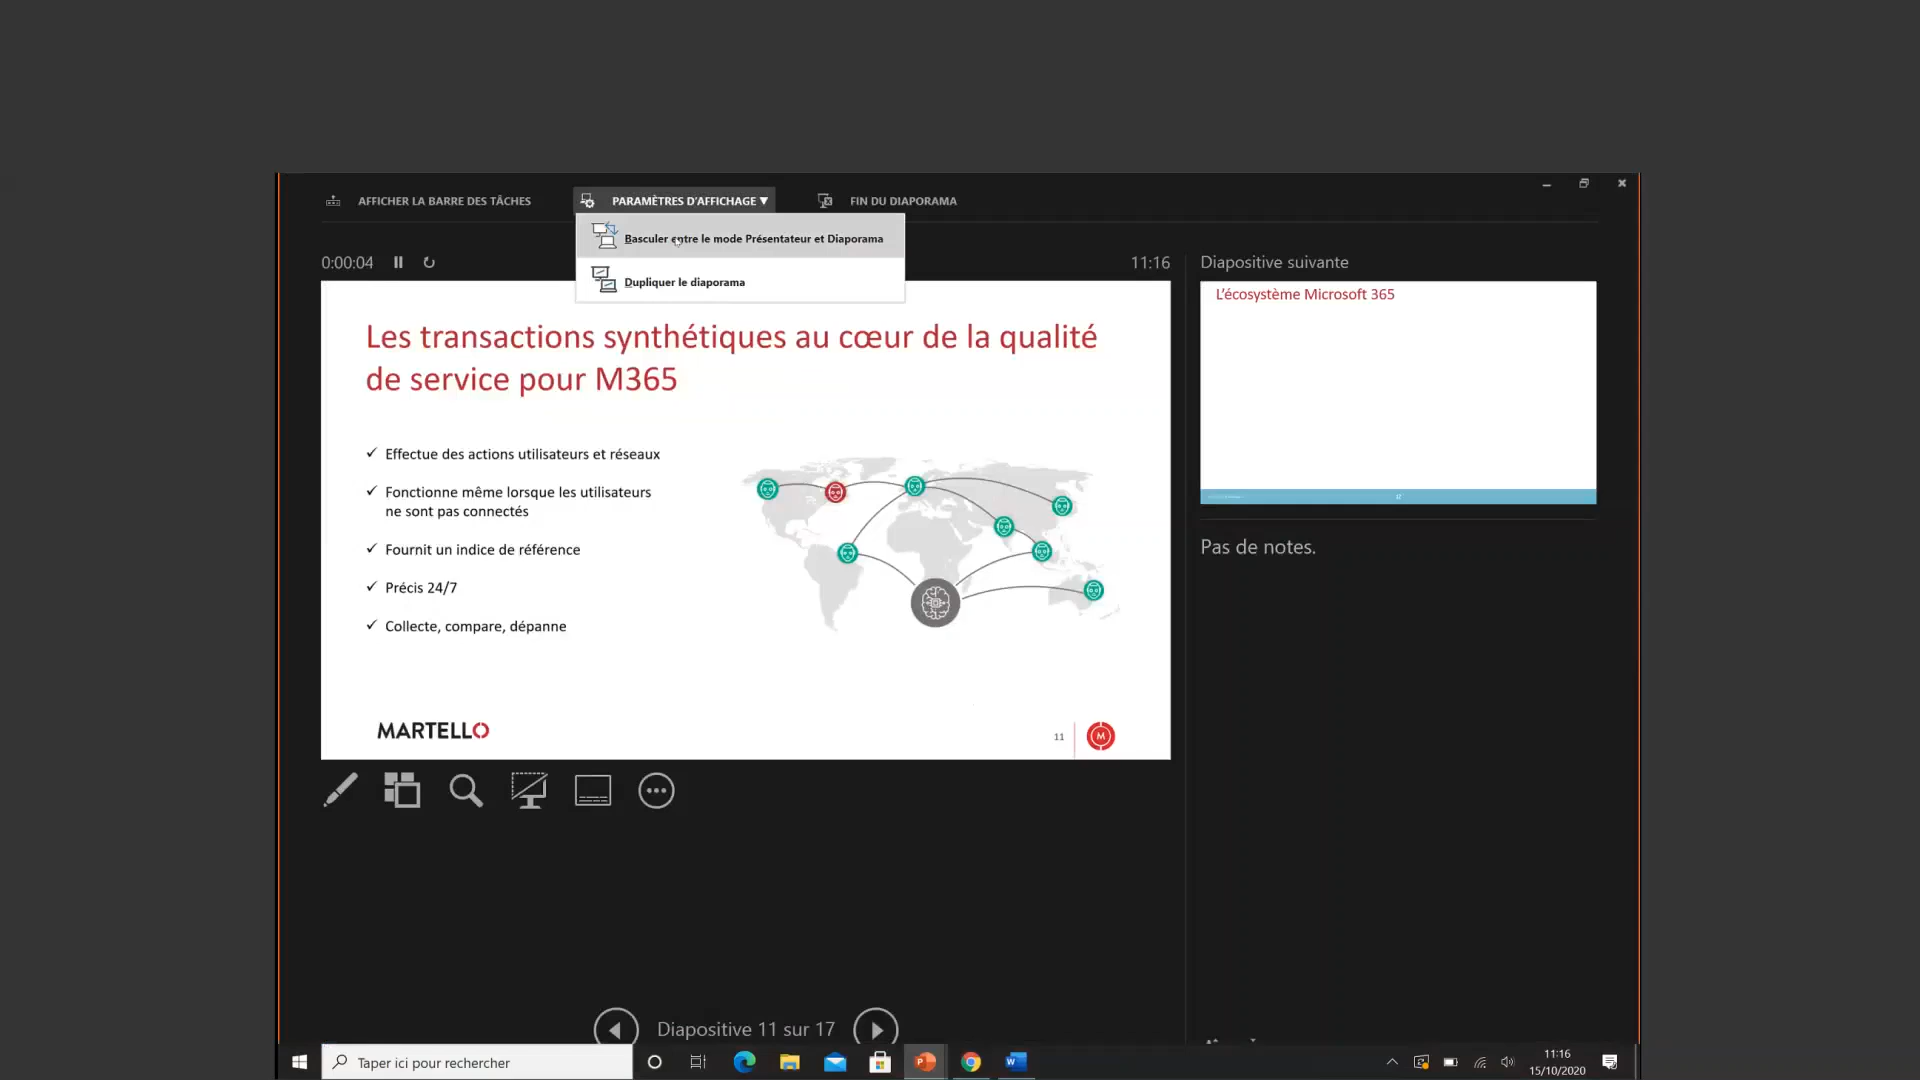 AFFICHER LA BARRE DES TÂCHES
PARAMÈTRES D'AFFICHAGE ▼
FIN DU DIAPORAMA
Basculer entre le mode Présentateur et Diaporama
Dupliquer le diaporama
0:00:04
11:16
Diapositive suivante
L'écosystème Microsoft 365
Les transactions synthétiques au cœur de la qualité
de service pour M365
✓ Effectue des actions utilisateurs et réseaux
✓ Fonctionne même lorsque les utilisateurs
ne sont pas connectés
✓ Fournit un indice de référence
✓ Précis 24/7
✓ Collecte, compare, dépanne
MARTELLO
11
M
Pas de notes.
Diapositive 11 sur 17
Taper ici pour rechercher
11:16
15/10/2020